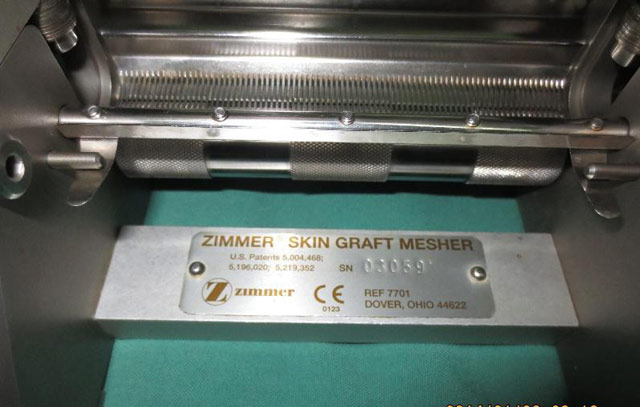 ZIMMER SKIN GRAFT MESHER
U.S. Patents 5,004,468;
5,196,020; 5,219,352 SN 03059
Z zimmer CE REF 7701
0123 DOVER, OHIO 44622